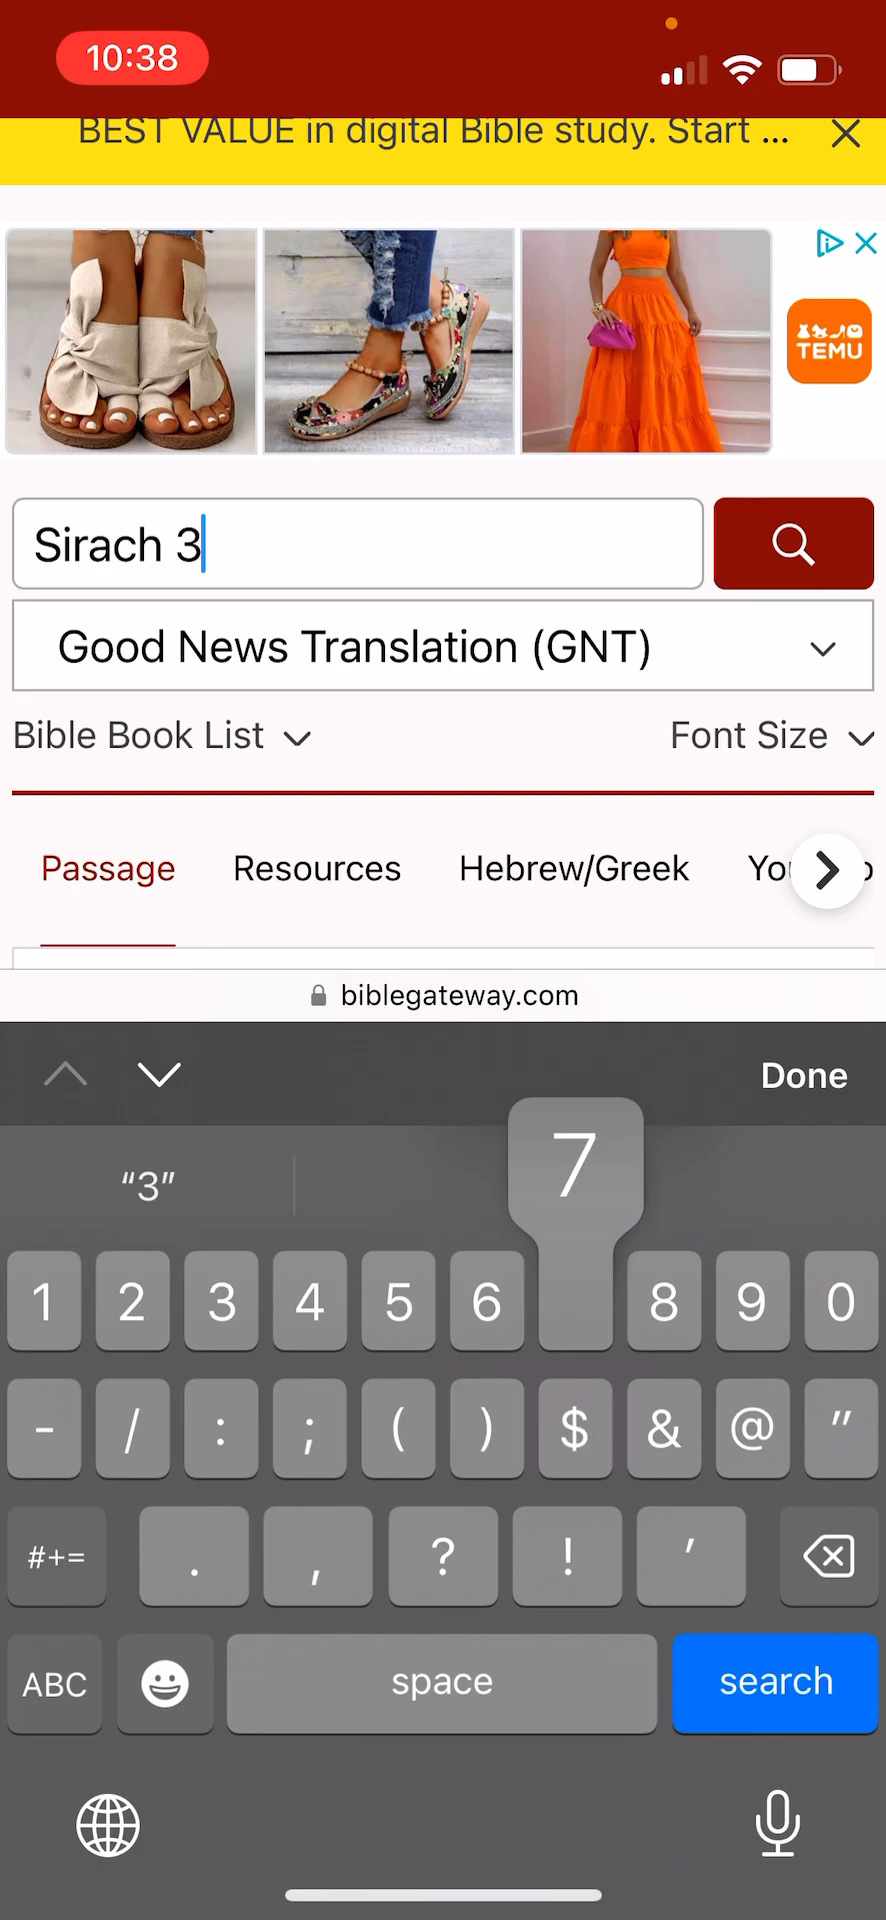 10:38
BEST VALUE in digital Bible study. Start ...
TEMU
Sirach 3
Good News Translation (GNT)
Bible Book List
Font Size
Passage Resources Hebrew/Greek
biblegateway.com
Done
7
“3”
1 2 3 4 5 6 8 9 0
- / : ; ( ) $ & @ "
#+= . , ? ! '
ABC space search